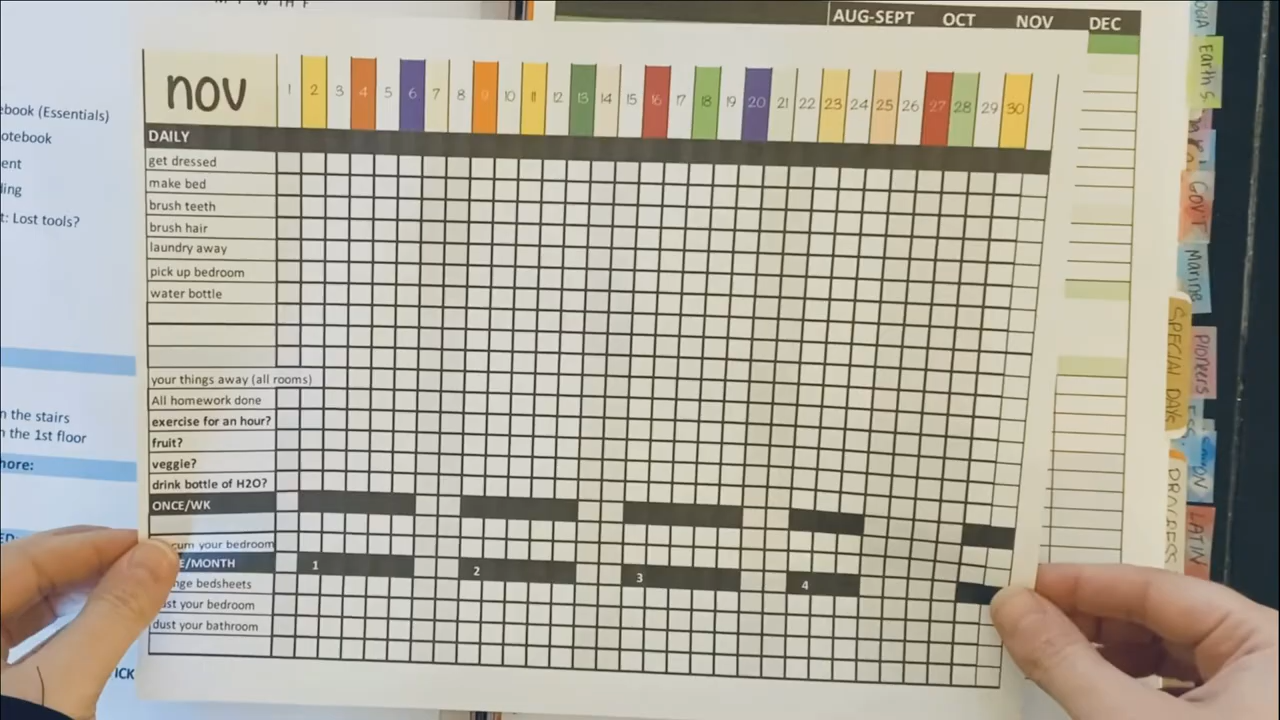 AUG-SEPT OCT NOV DEC
nov 1 2 3 4 5 6 7 8 9 10 11 12 13 14 15 16 17 18 19 20 21 22 23 24 25 26 27 28 29 30
DAILY
get dressed
make bed
brush teeth
brush hair
laundry away
pick up bedroom
water bottle
your things away (all rooms)
All homework done
exercise for an hour?
fruit?
veggie?
drink bottle of H2O?
ONCE/WK
your bedroom
/MONTH 1 2 3 4
bedsheets
your bedroom
dust your bathroom
(Essentials)
Lost tools?
the stairs
the 1st floor
Earth S.
GOV'T
Marine
Pioneers
SPECIAL DAYS
PROGRESS
LATIN